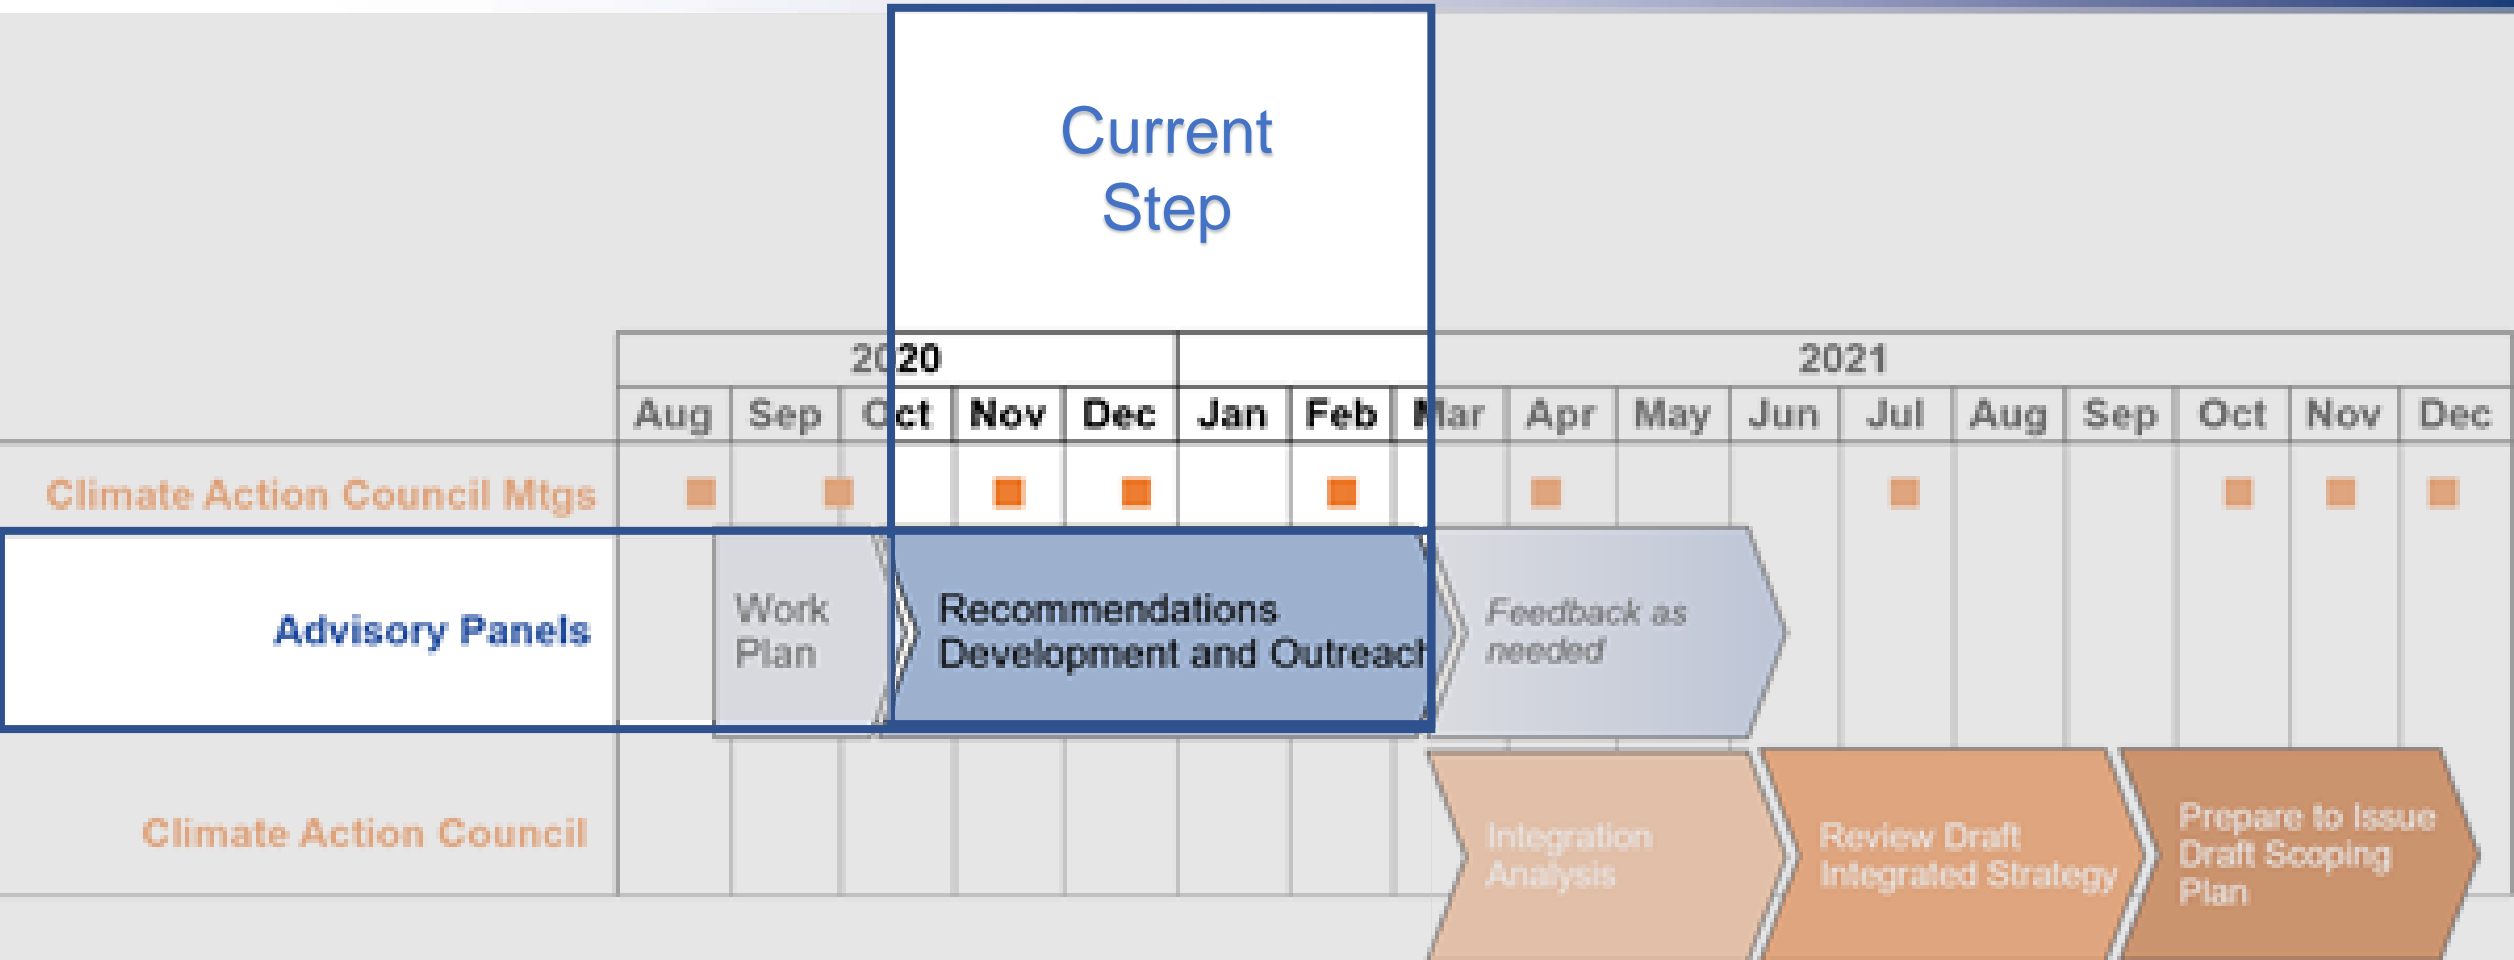 Current
Step
2020 2021
Aug Sep Oct Nov Dec Jan Feb Mar Apr May Jun Jul Aug Sep Oct Nov Dec
Climate Action Council Mtgs
Advisory Panels
Work
Plan
Recommendations
Development and Outreach
Feedback as
needed
Climate Action Council
Integration
Analysis
Review Draft
Integrated Strategy
Prepare to Issue
Draft Scoping
Plan